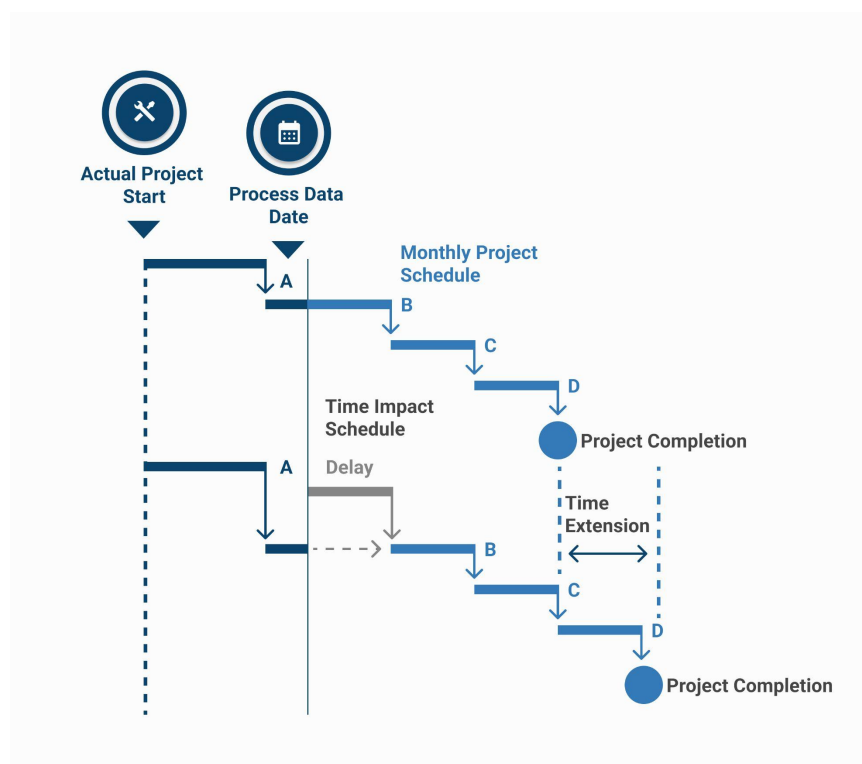 Actual Project
Start
Process Data
Date
Monthly Project
Schedule
A
B
C
D
Project Completion
Time Impact
Schedule
A
Delay
Time
Extension
B
C
D
Project Completion